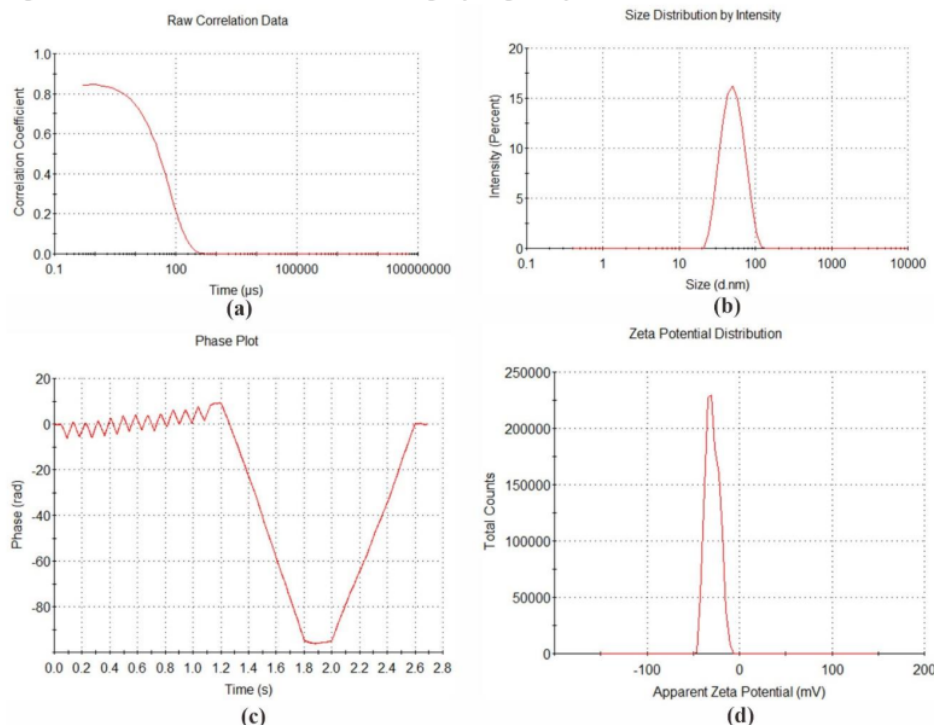 Raw Correlation Data
Correlation Coefficient
1.0
0.8
0.6
0.4
0.2
0.0
0.1 100 100000 100000000
Time (µs)
(a)
Size Distribution by Intensity
Intensity (Percent)
20
15
10
5
0
0.1 1 10 100 1000 10000
Size (d.nm)
(b)
Phase Plot
Phase (rad)
20
0
-20
-40
-60
-80
0.0 0.2 0.4 0.6 0.8 1.0 1.2 1.4 1.6 1.8 2.0 2.2 2.4 2.6 2.8
Time (s)
(c)
Zeta Potential Distribution
Total Counts
250000
200000
150000
100000
50000
0
-100 0 100 200
Apparent Zeta Potential (mV)
(d)